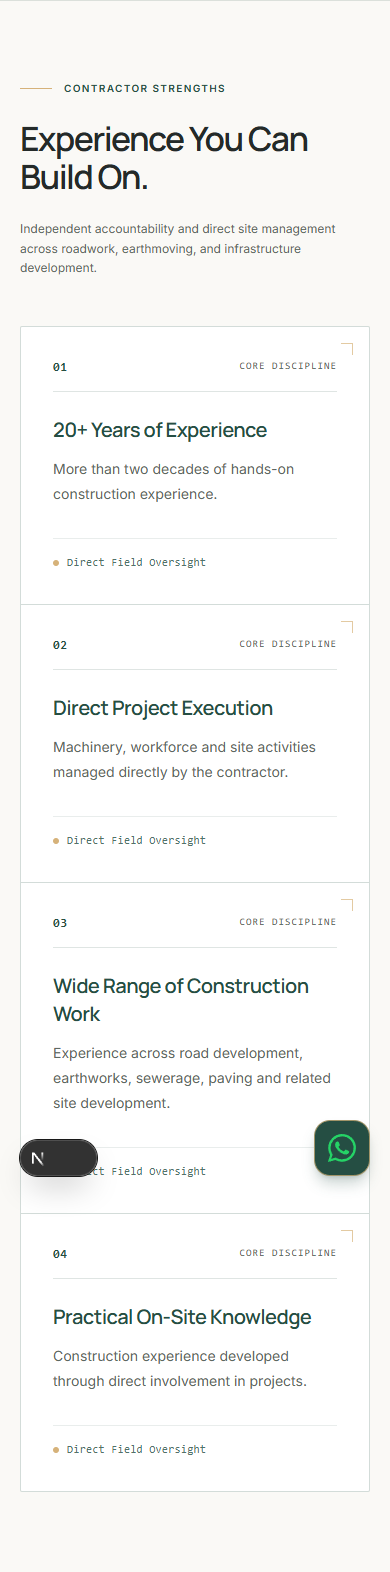 CONTRACTOR STRENGTHS
Experience You Can
Build On.
Independent accountability and direct site management
across roadwork, earthmoving, and infrastructure
development.
01 CORE DISCIPLINE
20+ Years of Experience
More than two decades of hands-on
construction experience.
Direct Field Oversight
02 CORE DISCIPLINE
Direct Project Execution
Machinery, workforce and site activities
managed directly by the contractor.
Direct Field Oversight
03 CORE DISCIPLINE
Wide Range of Construction
Work
Experience across road development,
earthworks, sewerage, paving and related
site development.
N
ct Field Oversight
04 CORE DISCIPLINE
Practical On-Site Knowledge
Construction experience developed
through direct involvement in projects.
Direct Field Oversight